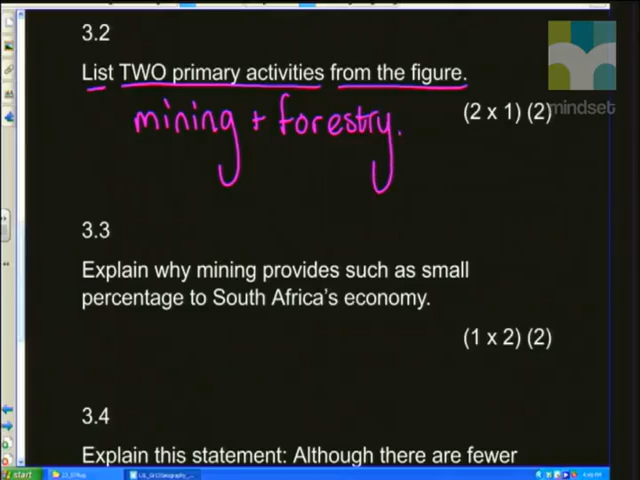 3.2
List TWO primary activities from the figure.
mining + forestry.
(2 x 1) (2)
mindset
3.3
Explain why mining provides such as small
percentage to South Africa's economy.
(1 x 2) (2)
3.4
Explain this statement: Although there are fewer
start